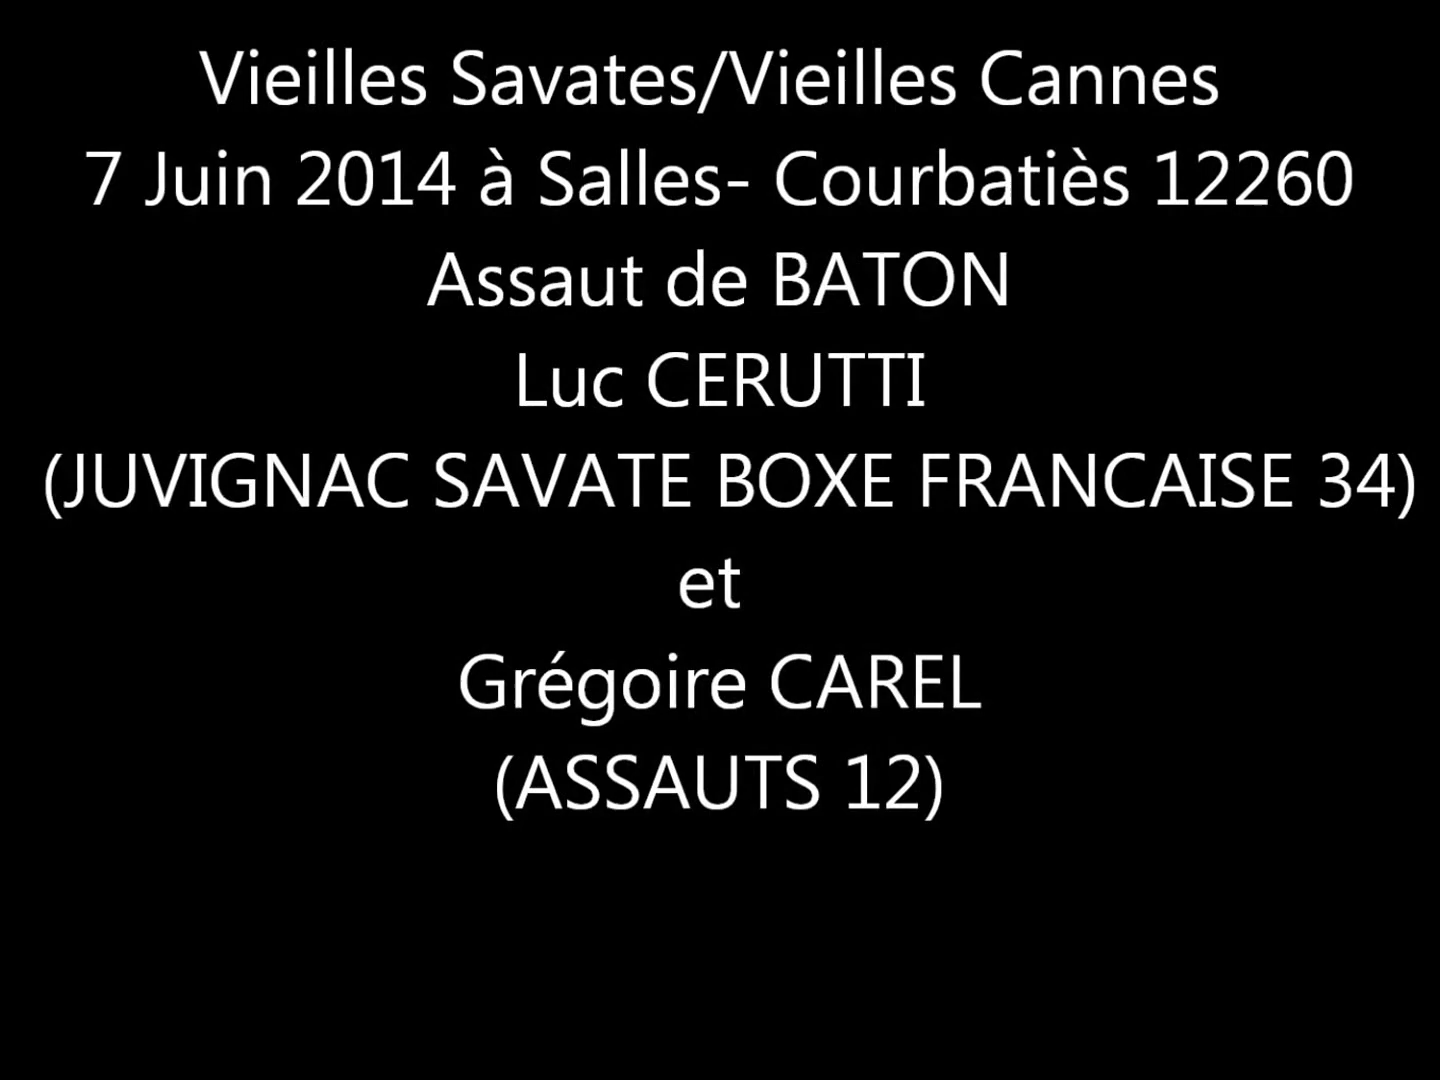 Vieilles Savates/Vieilles Cannes
7 Juin 2014 à Salles- Courbatiès 12260
Assaut de BATON
Luc CERUTTI
(JUVIGNAC SAVATE BOXE FRANCAISE 34)
et
Grégoire CAREL
(ASSAUTS 12)